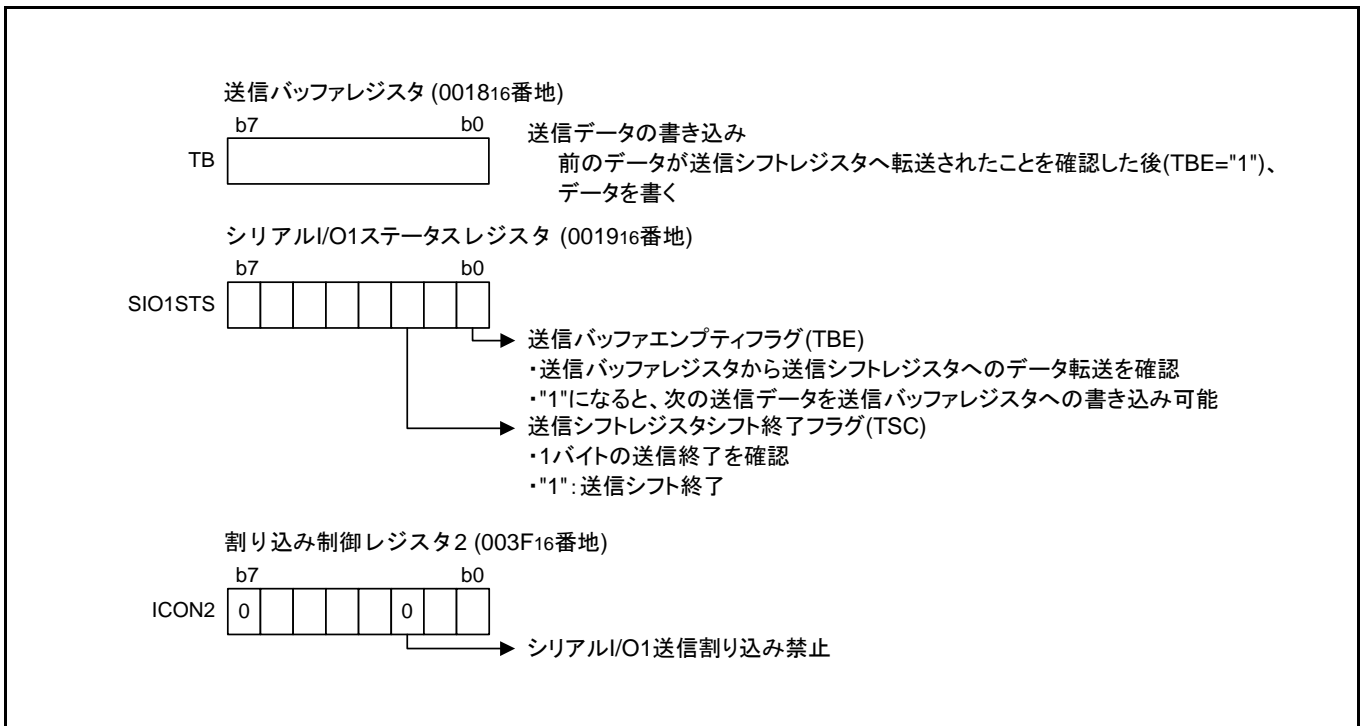 送信バッファレジスタ (001816番地)
b7 b0
TB
送信データの書き込み
前のデータが送信シフトレジスタへ転送されたことを確認した後(TBE="1")、
データを書く
シリアルI/O1ステータスレジスタ (001916番地)
b7 b0
SIO1STS
送信バッファエンプティフラグ(TBE)
・送信バッファレジスタから送信シフトレジスタへのデータ転送を確認
・"1"になると、次の送信データを送信バッファレジスタへの書き込み可能
送信シフトレジスタシフト終了フラグ(TSC)
・1バイトの送信終了を確認
・"1":送信シフト終了
割り込み制御レジスタ2 (003F16番地)
b7 b0
ICON2 0 0
シリアルI/O1送信割り込み禁止